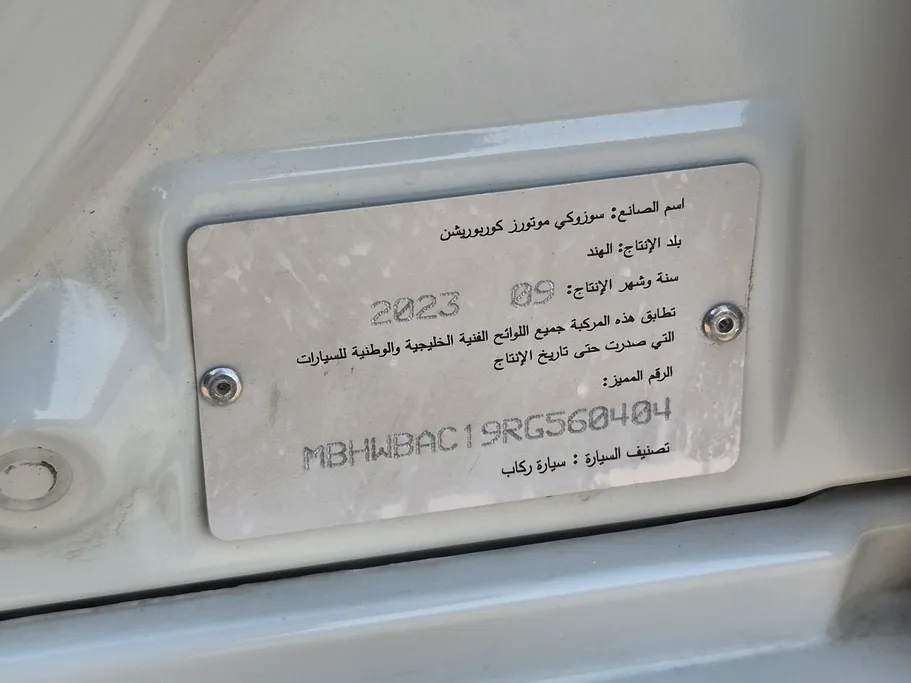 اسم الصانع: سوزوكي موتورز كوربوريشن
بلد الإنتاج: الهند
سنة وشهر الإنتاج: 09 2023
تطابق هذه المركبة جميع اللوائح الفنية الخليجية والوطنية للسيارات
التي صدرت حتى تاريخ الإنتاج
الرقم المميز:
MBHWBAC19RG560404
تصنيف السيارة : سيارة ركاب